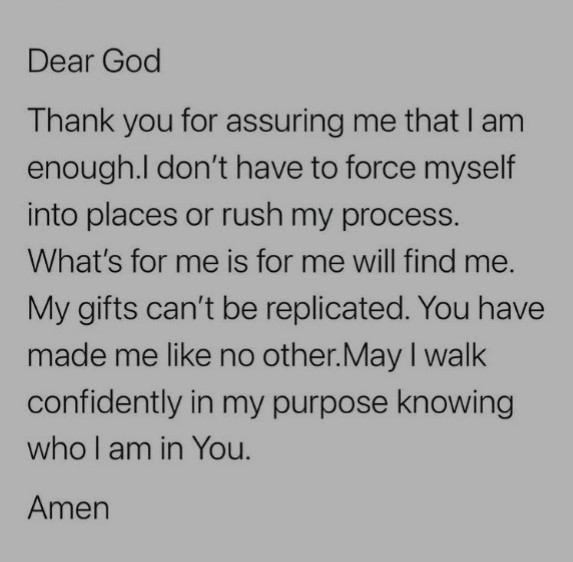 Dear God
Thank you for assuring me that I am
enough.I don't have to force myself
into places or rush my process.
What's for me is for me will find me.
My gifts can't be replicated. You have
made me like no other.May I walk
confidently in my purpose knowing
who I am in You.
Amen